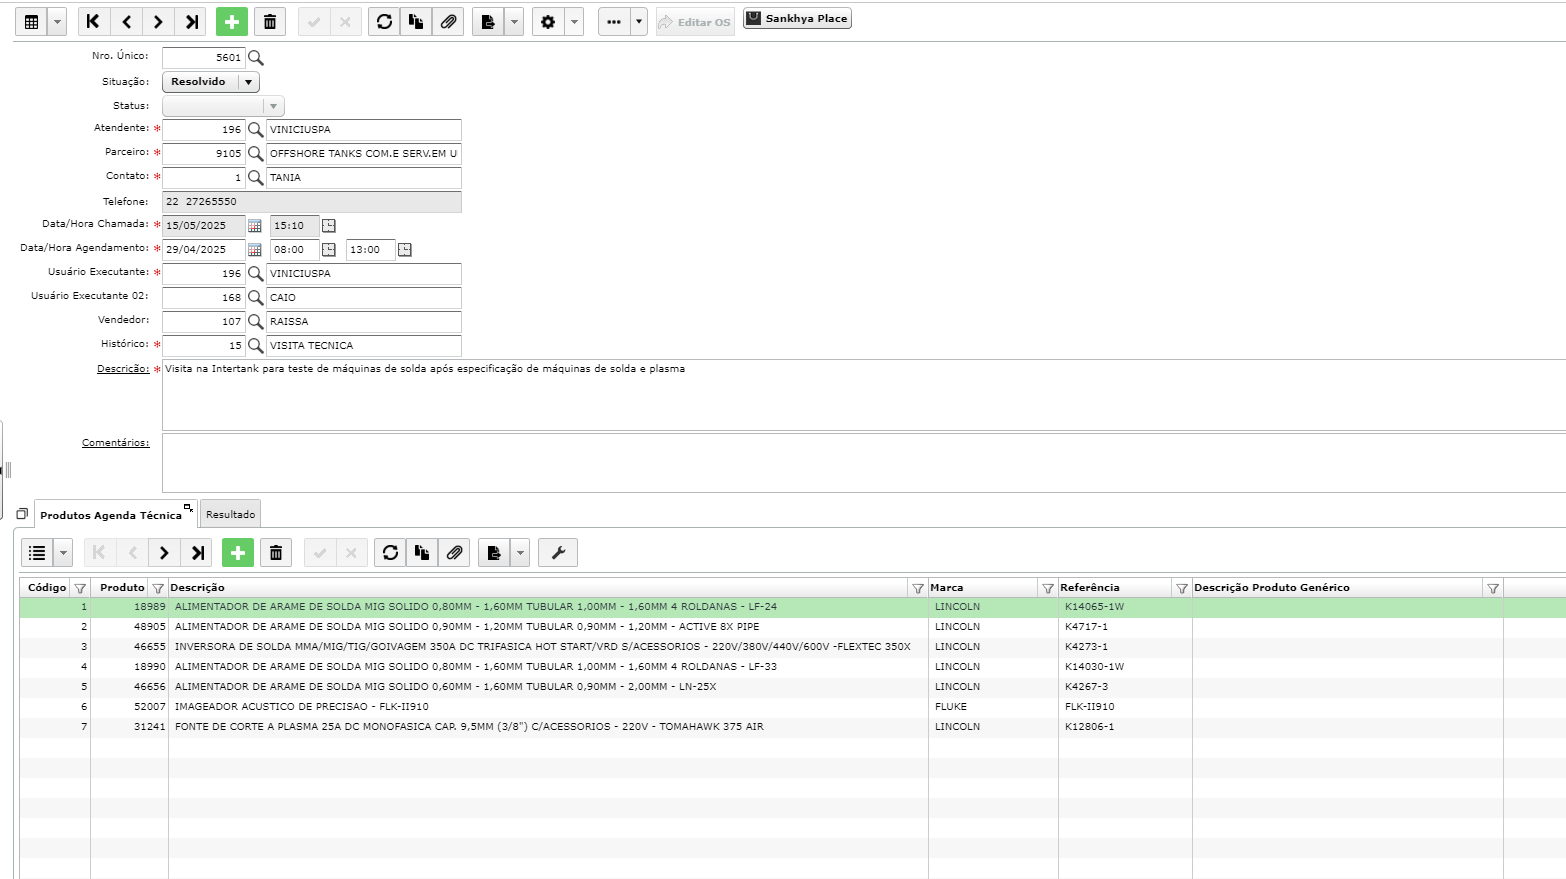 Editar OS
Sankhya Place
Nro. Único: 5601
Situação: Resolvido
Status:
Atendente: * 196 VINICIUSPA
Parceiro: * 9105 OFFSHORE TANKS COM.E SERV.EM U
Contato: * 1 TANIA
Telefone: 22 27265550
Data/Hora Chamada: * 15/05/2025 15:10
Data/Hora Agendamento: * 29/04/2025 08:00 13:00
Usuário Executante: * 196 VINICIUSPA
Usuário Executante 02: 168 CAIO
Vendedor: 107 RAISSA
Histórico: * 15 VISITA TECNICA
Descrição: * Visita na Intertank para teste de máquinas de solda após especificação de máquinas de solda e plasma
Comentários:
Produtos Agenda Técnica Resultado
Código Produto Descrição Marca Referência Descrição Produto Genérico
1 18989 ALIMENTADOR DE ARAME DE SOLDA MIG SOLIDO 0,80MM - 1,60MM TUBULAR 1,00MM - 1,60MM 4 ROLDANAS - LF-24 LINCOLN K14065-1W
2 48905 ALIMENTADOR DE ARAME DE SOLDA MIG SOLIDO 0,90MM - 1,20MM TUBULAR 0,90MM - 1,20MM - ACTIVE 8X PIPE LINCOLN K4717-1
3 46655 INVERSORA DE SOLDA MMA/MIG/TIG/GOIVAGEM 350A DC TRIFASICA HOT START/VRD S/ACESSORIOS - 220V/380V/440V/600V -FLEXTEC 350X LINCOLN K4273-1
4 18990 ALIMENTADOR DE ARAME DE SOLDA MIG SOLIDO 0,80MM - 1,60MM TUBULAR 1,00MM - 1,60MM 4 ROLDANAS - LF-33 LINCOLN K14030-1W
5 46656 ALIMENTADOR DE ARAME DE SOLDA MIG SOLIDO 0,60MM - 1,60MM TUBULAR 0,90MM - 2,00MM - LN-25X LINCOLN K4267-3
6 52007 IMAGEADOR ACUSTICO DE PRECISAO - FLK-II910 FLUKE FLK-II910
7 31241 FONTE DE CORTE A PLASMA 25A DC MONOFASICA CAP. 9,5MM (3/8") C/ACESSORIOS - 220V - TOMAHAWK 375 AIR LINCOLN K12806-1